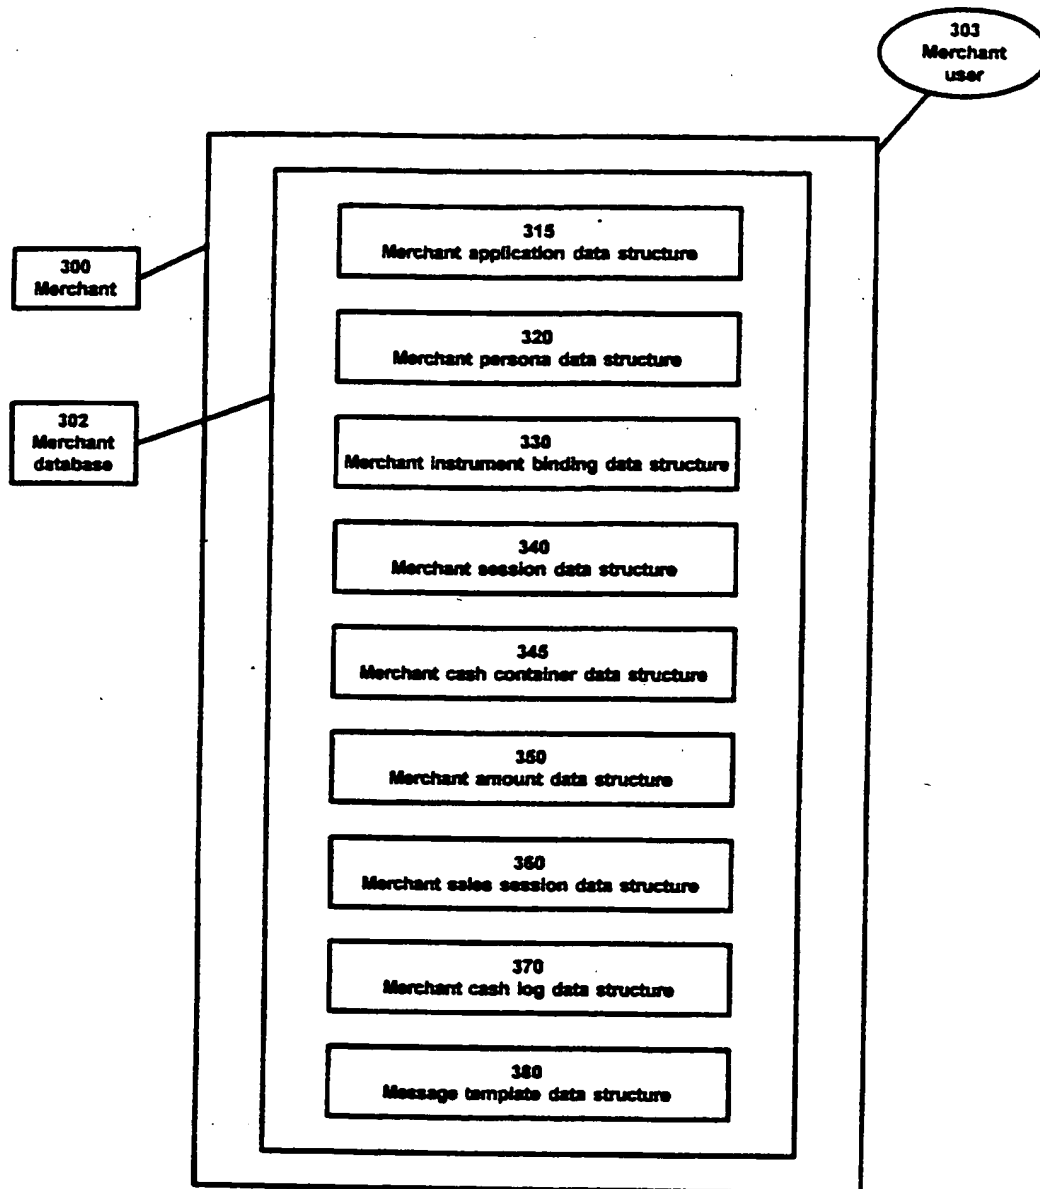 303
Merchant
user
315
Merchant application data structure
300
Merchant
320
Merchant persona data structure
302
Merchant
database
330
Merchant instrument binding data structure
340
Merchant session data structure
345
Merchant cash container data structure
350
Merchant amount data structure
360
Merchant sales session data structure
370
Merchant cash log data structure
380
Message template data structure